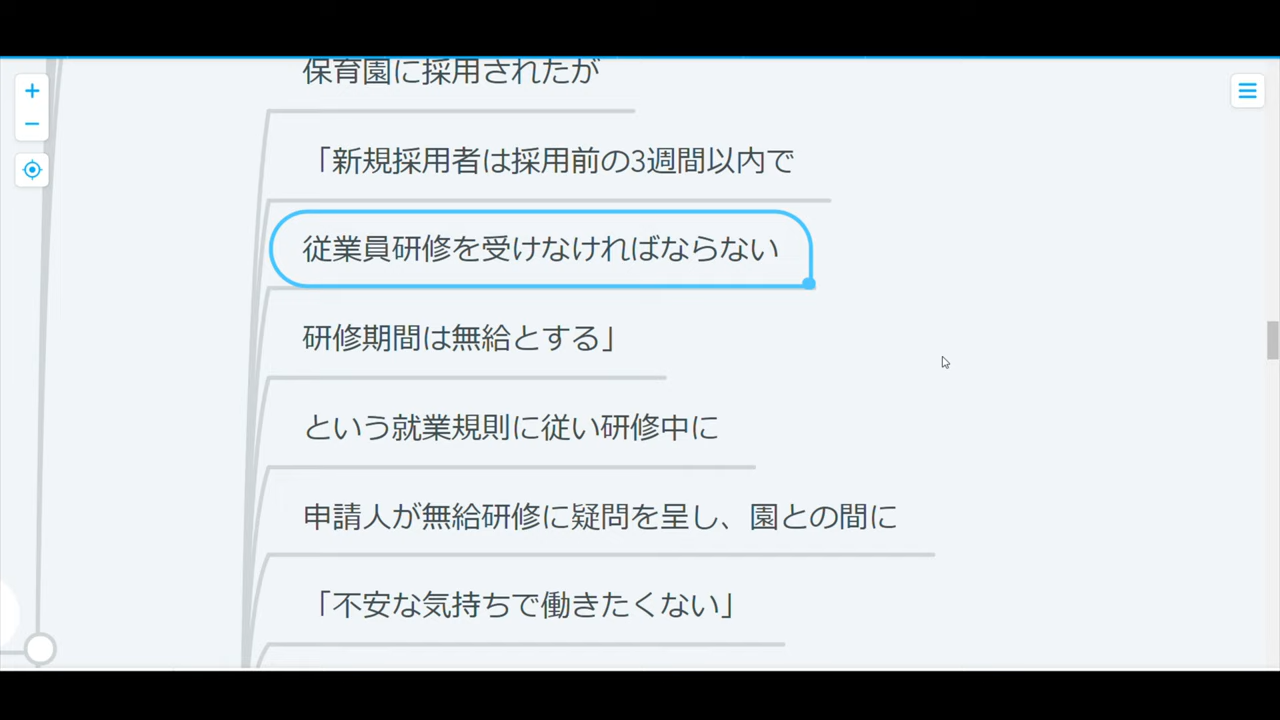 保育園に採用されたが
「新規採用者は採用前の3週間以内で
従業員研修を受けなければならない
研修期間は無給とする」
という就業規則に従い研修中に
申請人が無給研修に疑問を呈し、園との間に
「不安な気持ちで働きたくない」